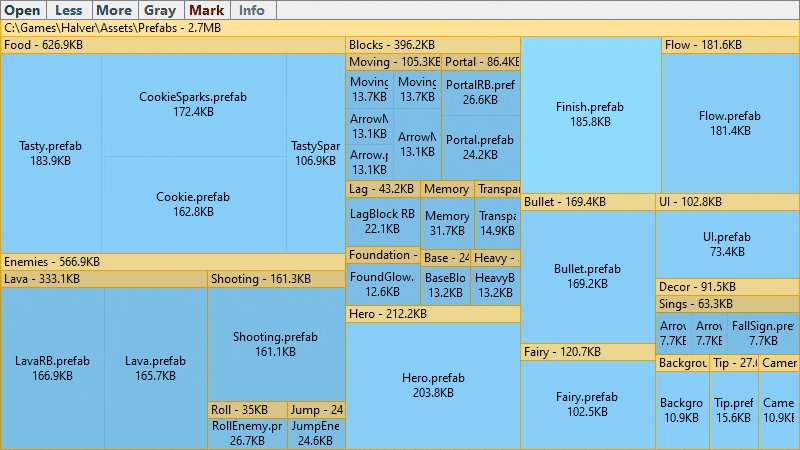 Open Less More Gray Mark Info
C:\Games\Halver\Assets\Prefabs - 2.7MB
Food - 626.9KB
Tasty.prefab
183.9KB
CookieSparks.prefab
172.4KB
Cookie.prefab
162.8KB
TastySpar
106.9KB
Enemies - 566.9KB
Lava - 333.1KB
LavaRB.prefab
166.9KB
Lava.prefab
165.7KB
Shooting - 161.3KB
Shooting.prefab
161.1KB
Roll - 35KB
RollEnemy.pr
26.7KB
Jump - 24
JumpEne
24.6KB
Blocks - 396.2KB
Moving - 105.3KB
Moving
13.7KB
Moving
13.7KB
ArrowM
13.1KB
ArrowM
13.1KB
Arrow.p
13.1KB
Portal - 86.4KB
PortalRB.pref
26.6KB
Portal.prefab
24.2KB
Lag - 43.2KB
LagBlock RB
22.1KB
Memory
Memory
31.7KB
Transpar
Transpa
14.9KB
Foundation -
FoundGlow.
12.6KB
Base - 24
BaseBlo
13.2KB
Heavy -
HeavyB
13.2KB
Hero - 212.2KB
Hero.prefab
203.8KB
Finish.prefab
185.8KB
Flow - 181.6KB
Flow.prefab
181.4KB
Bullet - 169.4KB
Bullet.prefab
169.2KB
Fairy - 120.7KB
Fairy.prefab
102.5KB
UI - 102.8KB
UI.prefab
73.4KB
Decor - 91.5KB
Sings - 63.3KB
Arrov
7.7KB
Arrov
7.7KB
FallSign.pre
7.7KB
Backgrou
Backgro
10.9KB
Tip - 27.
Tip.pref
15.6KB
Camer
Came
10.9KB